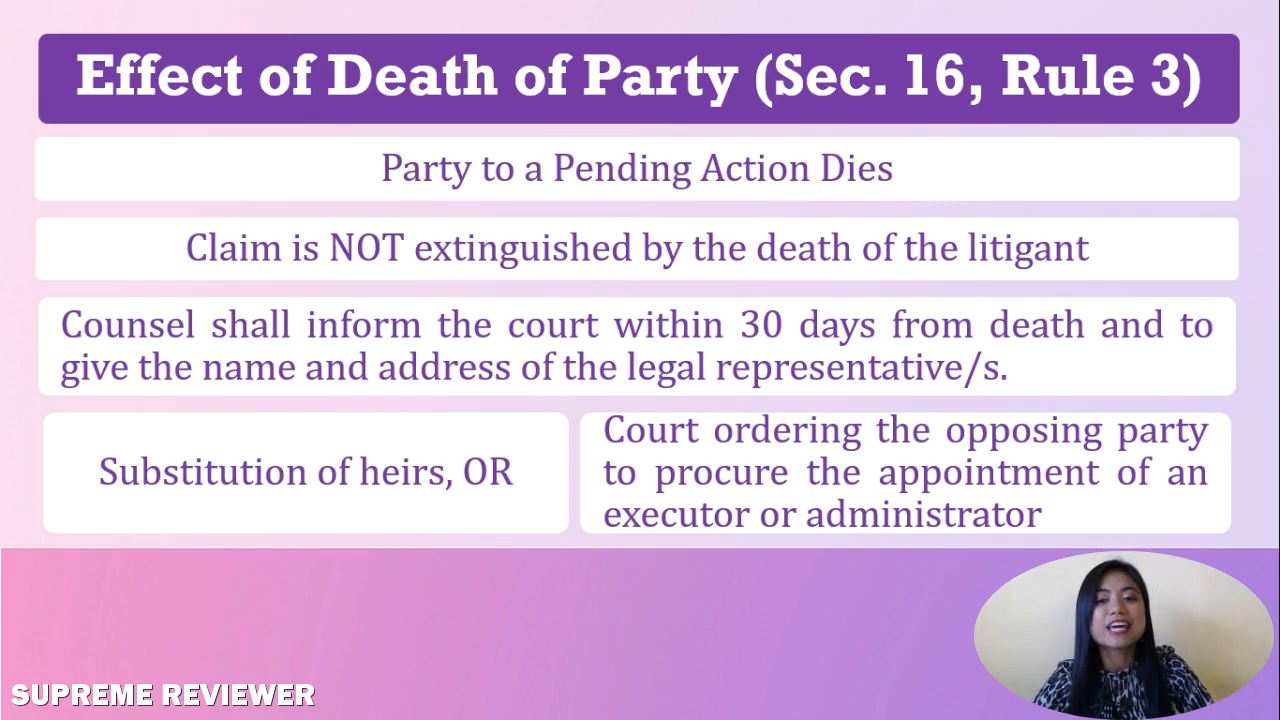 Effect of Death of Party (Sec. 16, Rule 3)
Party to a Pending Action Dies
Claim is NOT extinguished by the death of the litigant
Counsel shall inform the court within 30 days from death and to
give the name and address of the legal representative/s.
Substitution of heirs, OR
Court ordering the opposing party
to procure the appointment of an
executor or administrator
SUPREME REVIEWER